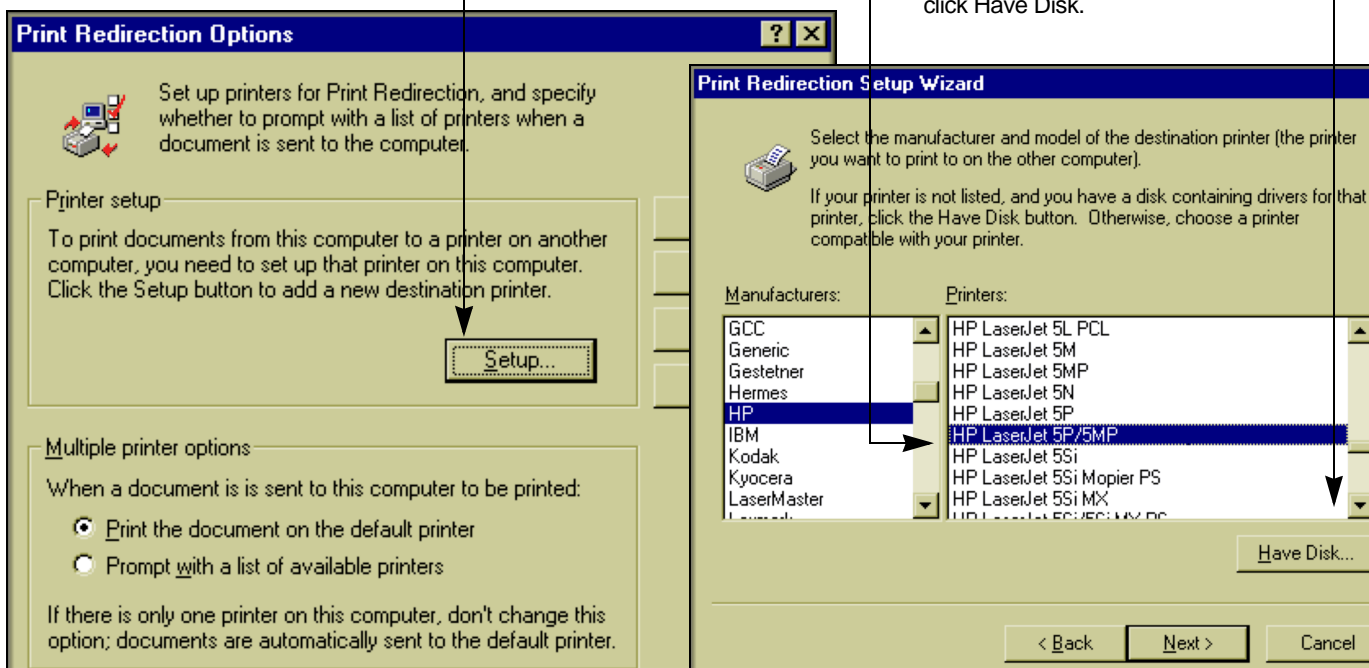 click Have Disk.
Print Redirection Options
Set up printers for Print Redirection, and specify
whether to prompt with a list of printers when a
document is sent to the computer.
Printer setup
To print documents from this computer to a printer on another
computer, you need to set up that printer on this computer.
Click the Setup button to add a new destination printer.
Setup...
Multiple printer options
When a document is is sent to this computer to be printed:
Print the document on the default printer
Prompt with a list of available printers
If there is only one printer on this computer, don't change this
option; documents are automatically sent to the default printer.
Print Redirection Setup Wizard
Select the manufacturer and model of the destination printer (the printer
you want to print to on the other computer).
If your printer is not listed, and you have a disk containing drivers for that
printer, click the Have Disk button. Otherwise, choose a printer
compatible with your printer.
Manufacturers:
GCC
Generic
Gestetner
Hermes
HP
IBM
Kodak
Kyocera
LaserMaster
Printers:
HP LaserJet 5L PCL
HP LaserJet 5M
HP LaserJet 5MP
HP LaserJet 5N
HP LaserJet 5P
HP LaserJet 5P/5MP
HP LaserJet 5Si
HP LaserJet 5Si Mopier PS
HP LaserJet 5Si MX
Have Disk...
< Back
Next >
Cancel